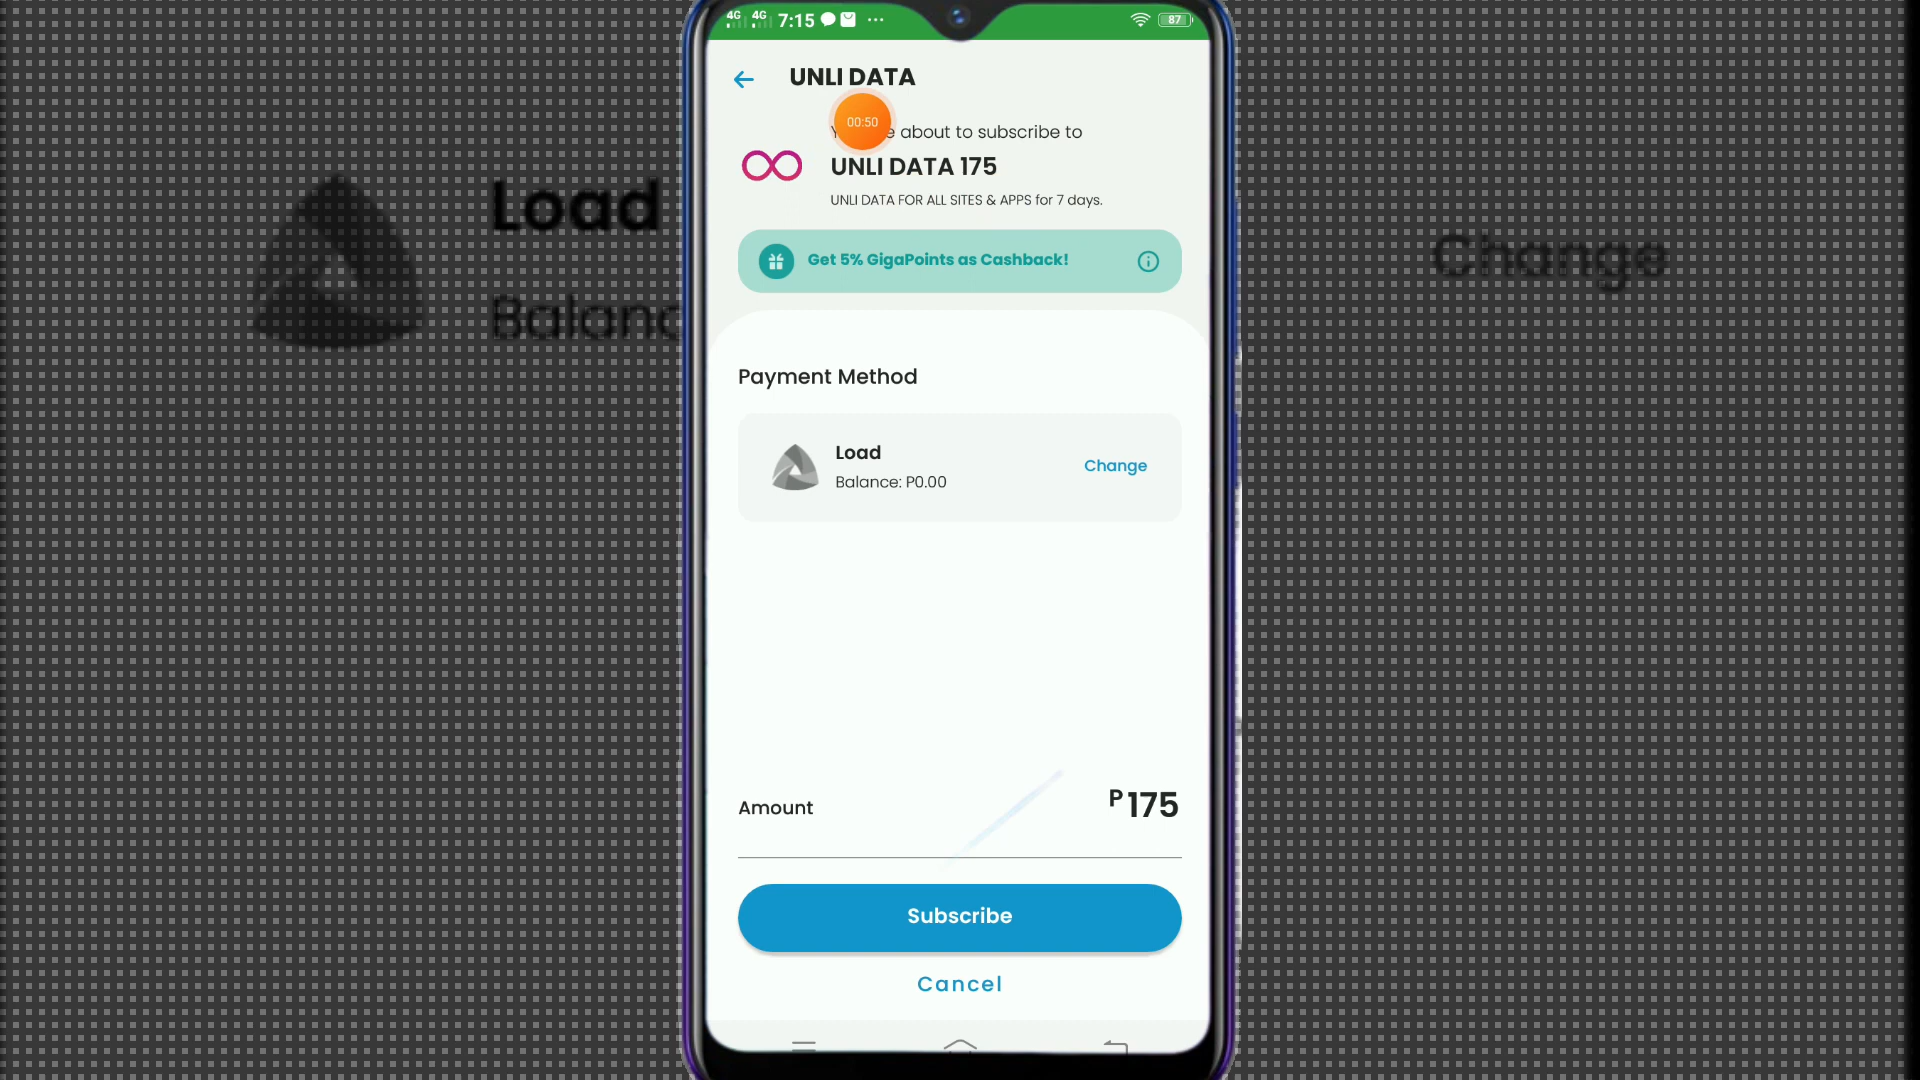 4G 4G 7:15 ... 87
UNLI DATA
00:50
about to subscribe to
UNLI DATA 175
UNLI DATA FOR ALL SITES & APPS for 7 days.
Get 5% GigaPoints as Cashback!
Payment Method
Load
Balance: P0.00
Change
Amount
P175
Subscribe
Cancel
Load
Change